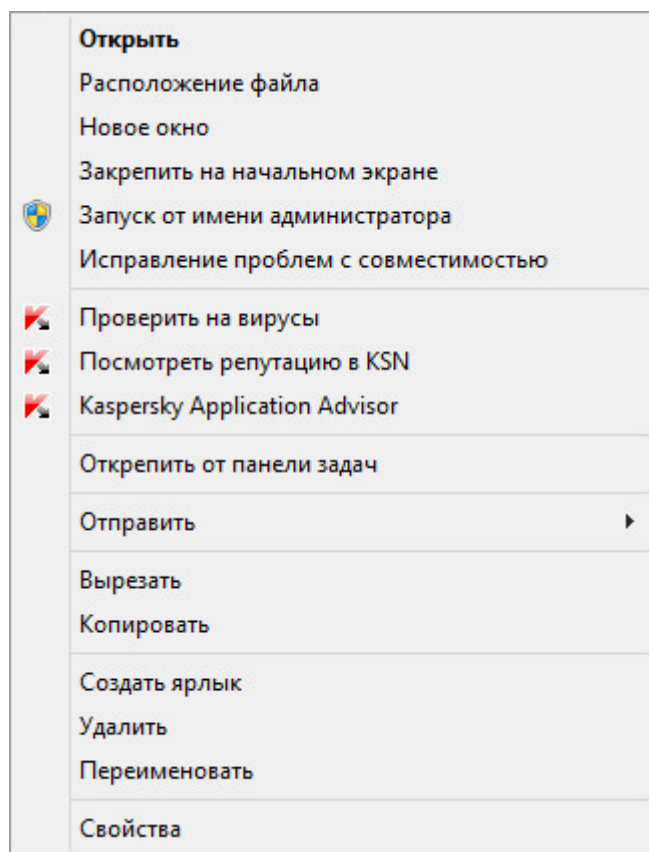 Открыть
Расположение файла
Новое окно
Закрепить на начальном экране
Запуск от имени администратора
Исправление проблем с совместимостью
Проверить на вирусы
Посмотреть репутацию в KSN
Kaspersky Application Advisor
Открепить от панели задач
Отправить
Вырезать
Копировать
Создать ярлык
Удалить
Переименовать
Свойства